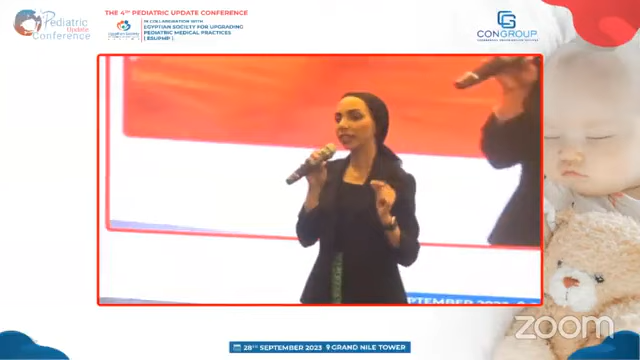 Pediatric
Update
Conference
THE 4th PEDIATRIC UPDATE CONFERENCE
IN COLLABORATION WITH
EGYPTIAN SOCIETY FOR UPGRADING
PEDIATRIC MEDICAL PRACTICES
( ESUPMP )
CONGROUP
28TH SEPTEMBER 2023 GRAND NILE TOWER
zoom